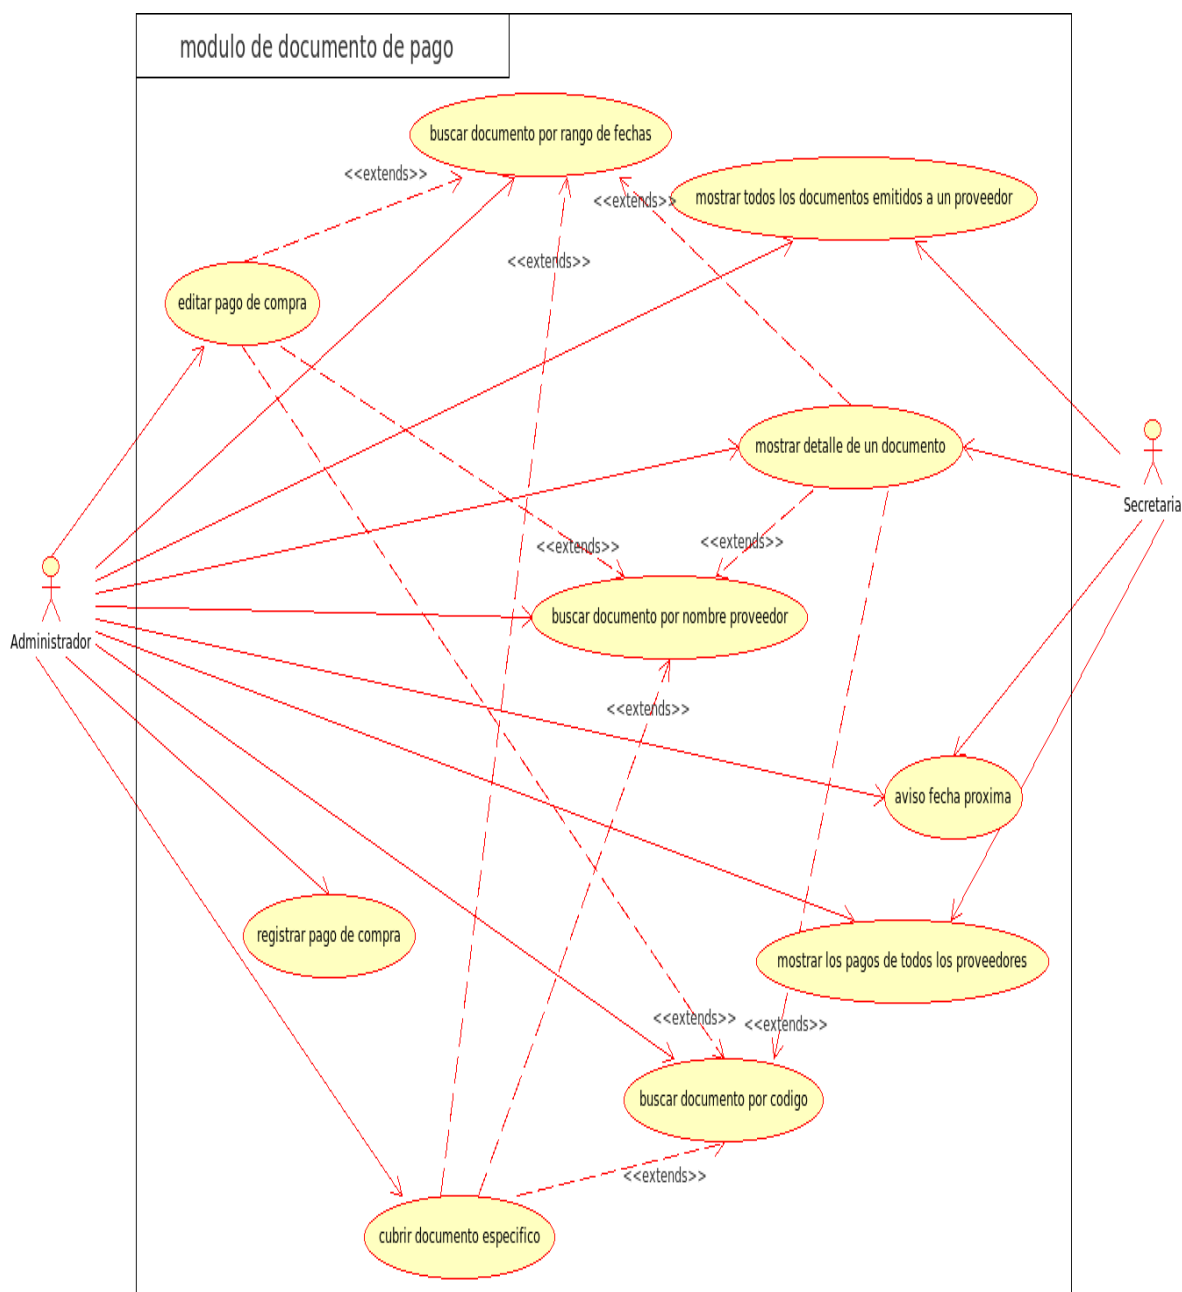 modulo de documento de pago
buscar documento por rango de fechas
<<extends>>
mostrar todos los documentos emitidos a un proveedor
<<extends>>
<<extends>>
editar pago de compra
mostrar detalle de un documento
Secretaria
<<extends>>
<<extends>>
buscar documento por nombre proveedor
Administrador
<<extends>>
aviso fecha proxima
registrar pago de compra
mostrar los pagos de todos los proveedores
<<extends>>
<<extends>>
buscar documento por codigo
<<extends>>
cubrir documento especifico